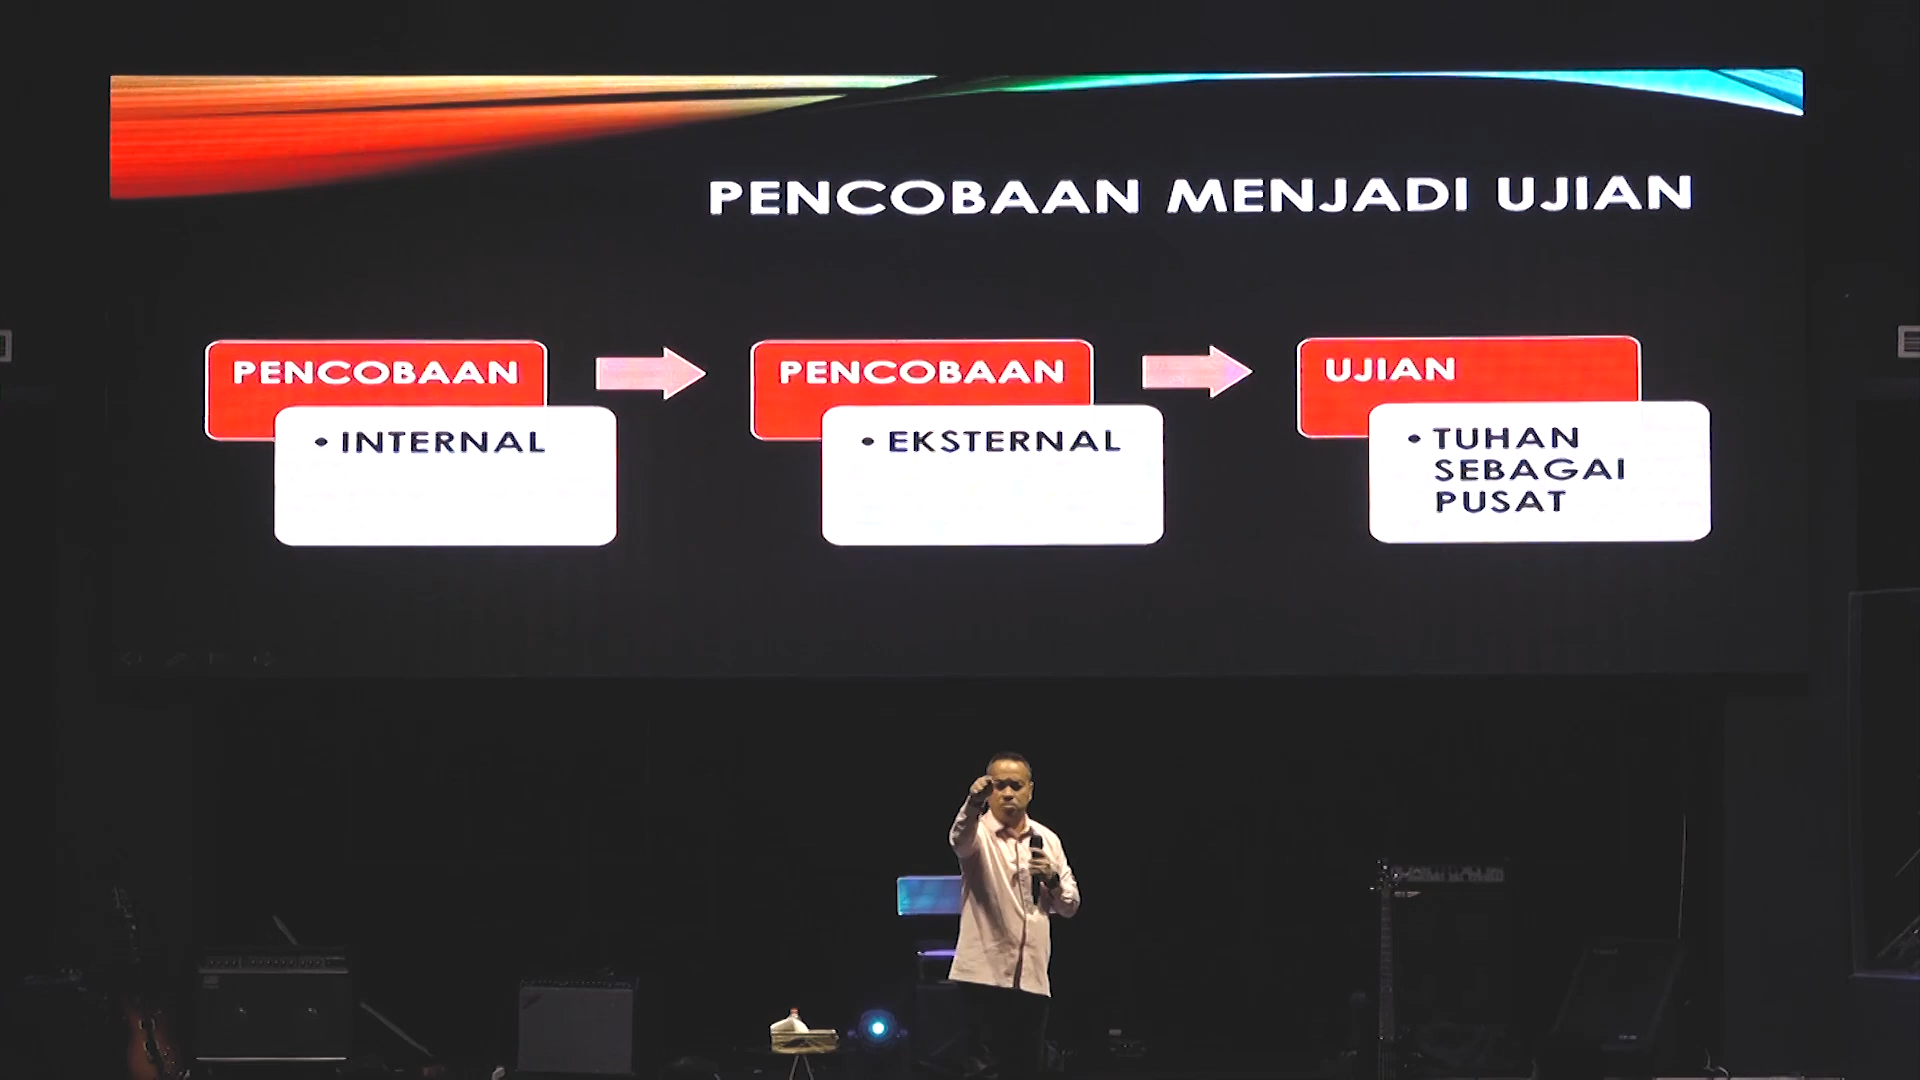 PENCOBAAN MENJADI UJIAN
PENCOBAAN
• INTERNAL
PENCOBAAN
• EKSTERNAL
UJIAN
• TUHAN
SEBAGAI
PUSAT